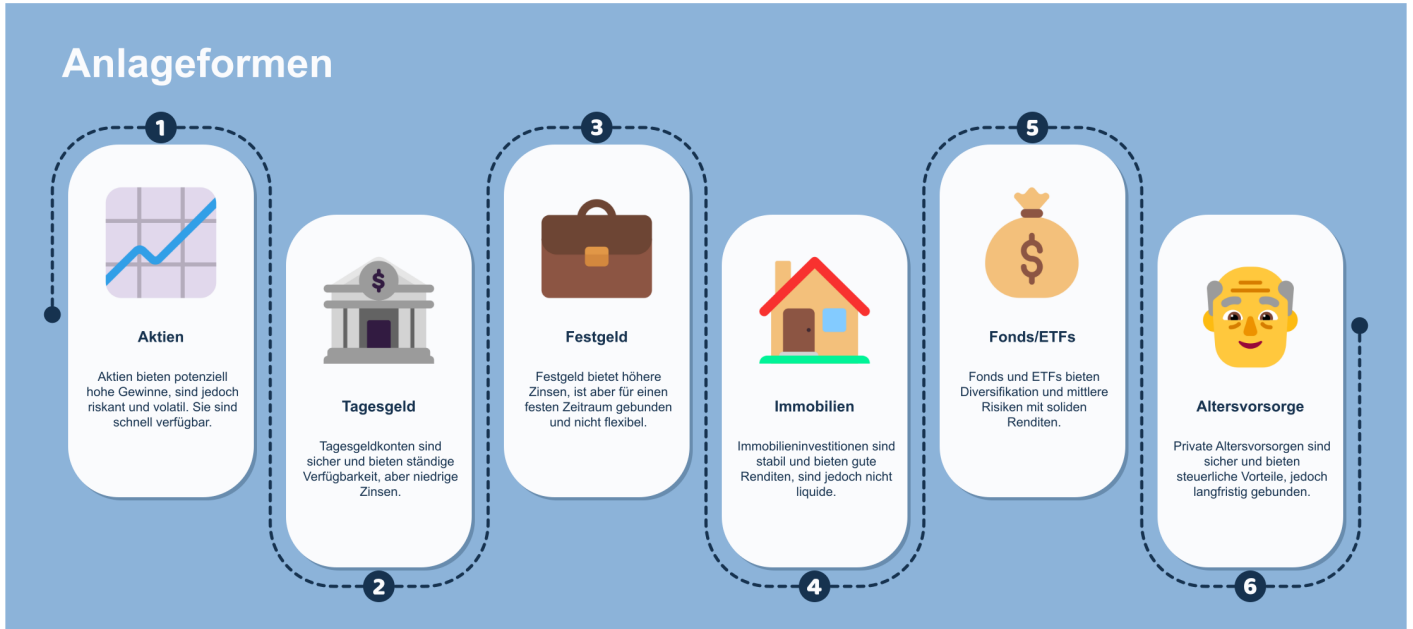 Anlageformen
1
Aktien
Aktien bieten potenziell
hohe Gewinne, sind jedoch
riskant und volatil. Sie sind
schnell verfügbar.
$
Tagesgeld
Tagesgeldkonten sind
sicher und bieten ständige
Verfügbarkeit, aber niedrige
Zinsen.
2
3
Festgeld
Festgeld bietet höhere
Zinsen, ist aber für einen
festen Zeitraum gebunden
und nicht flexibel.
Immobilien
Immobilieninvestitionen sind
stabil und bieten gute
Renditen, sind jedoch nicht
liquide.
4
5
$
Fonds/ETFs
Fonds und ETFs bieten
Diversifikation und mittlere
Risiken mit soliden
Renditen.
Altersvorsorge
Private Altersvorsorgen sind
sicher und bieten
steuerliche Vorteile, jedoch
langfristig gebunden.
6